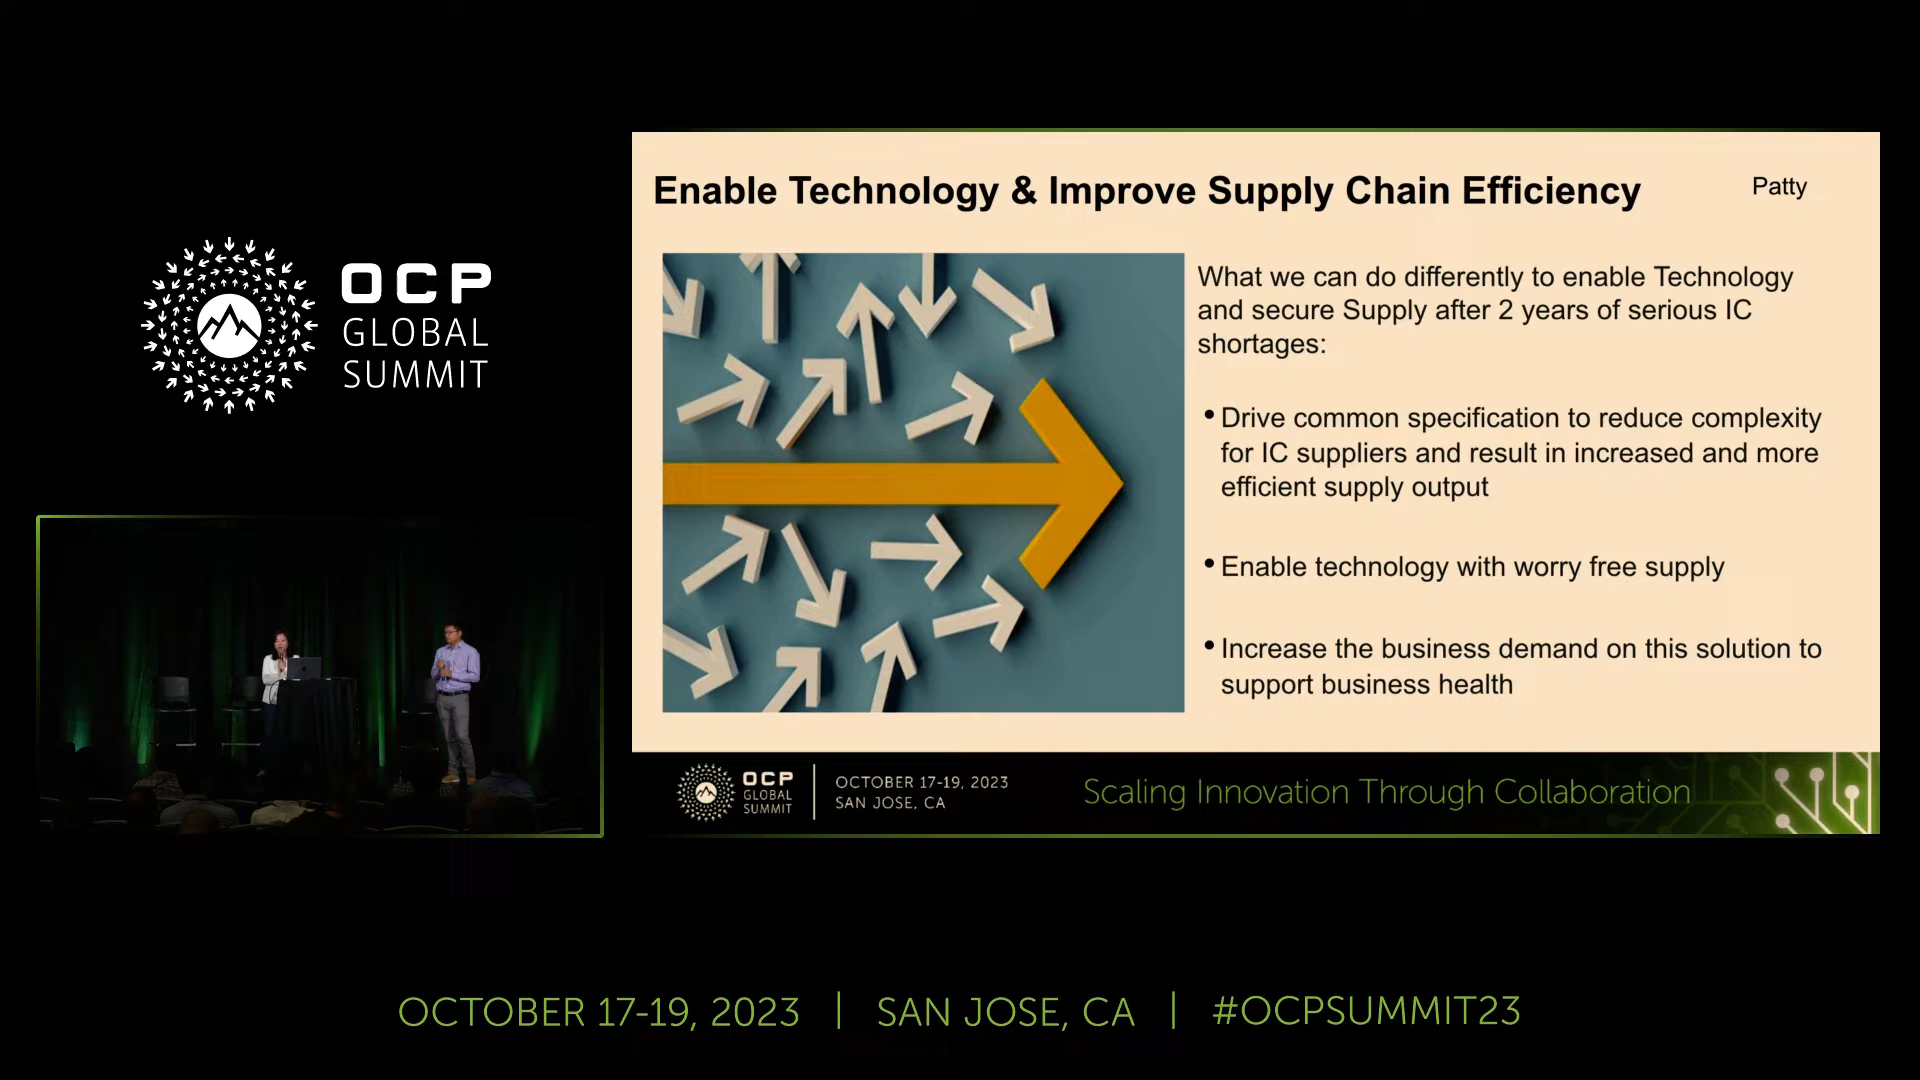 OCP
GLOBAL
SUMMIT
Enable Technology & Improve Supply Chain Efficiency
Patty
What we can do differently to enable Technology
and secure Supply after 2 years of serious IC
shortages:
• Drive common specification to reduce complexity
for IC suppliers and result in increased and more
efficient supply output
• Enable technology with worry free supply
• Increase the business demand on this solution to
support business health
OCP
GLOBAL
SUMMIT
OCTOBER 17-19, 2023
SAN JOSE, CA
Scaling Innovation Through Collaboration
OCTOBER 17-19, 2023 | SAN JOSE, CA | #OCPSUMMIT23